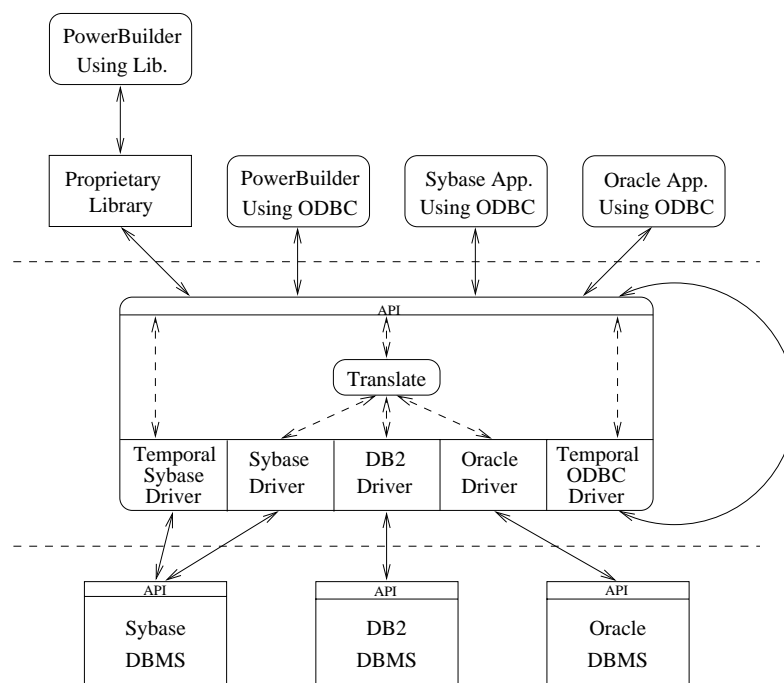 PowerBuilder
Using Lib.
Proprietary
Library
PowerBuilder
Using ODBC
Sybase App.
Using ODBC
Oracle App.
Using ODBC
API
Translate
Temporal
Sybase
Driver
Sybase
Driver
DB2
Driver
Oracle
Driver
Temporal
ODBC
Driver
API
Sybase
DBMS
API
DB2
DBMS
API
Oracle
DBMS